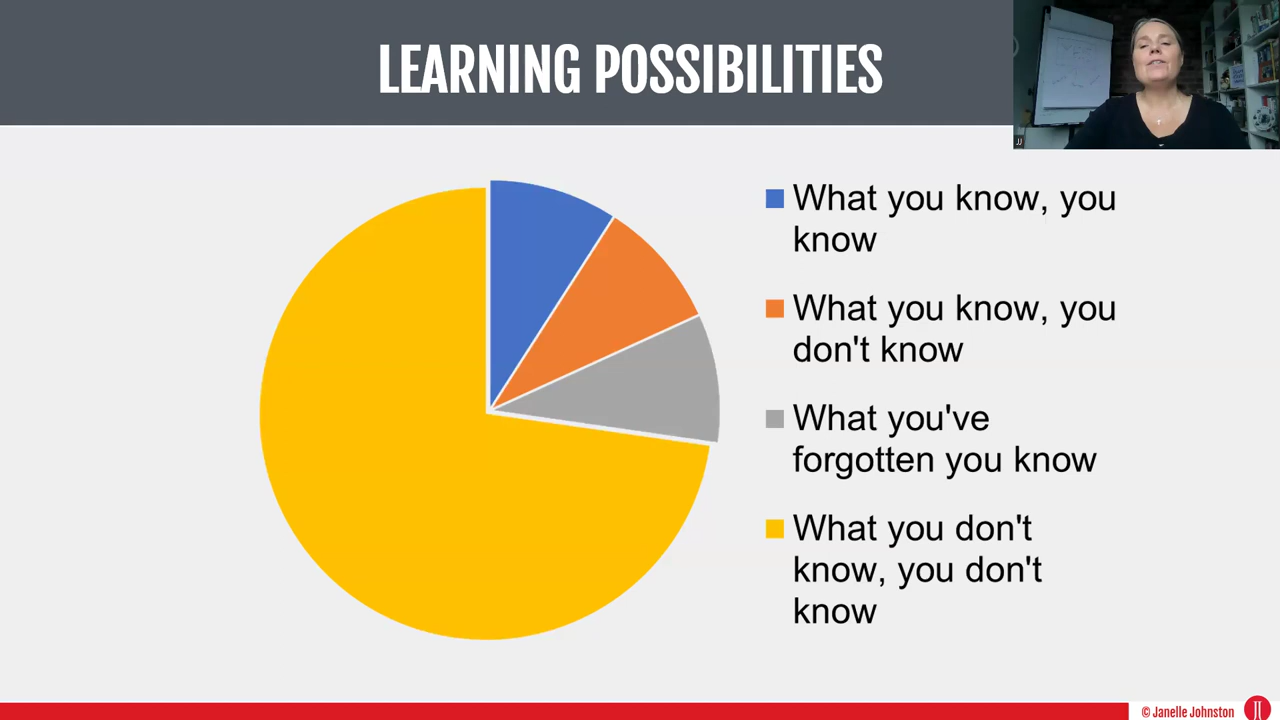 LEARNING POSSIBILITIES
JJ
What you know, you
know
What you know, you
don't know
What you've
forgotten you know
What you don't
know, you don't
know
© Janelle Johnston